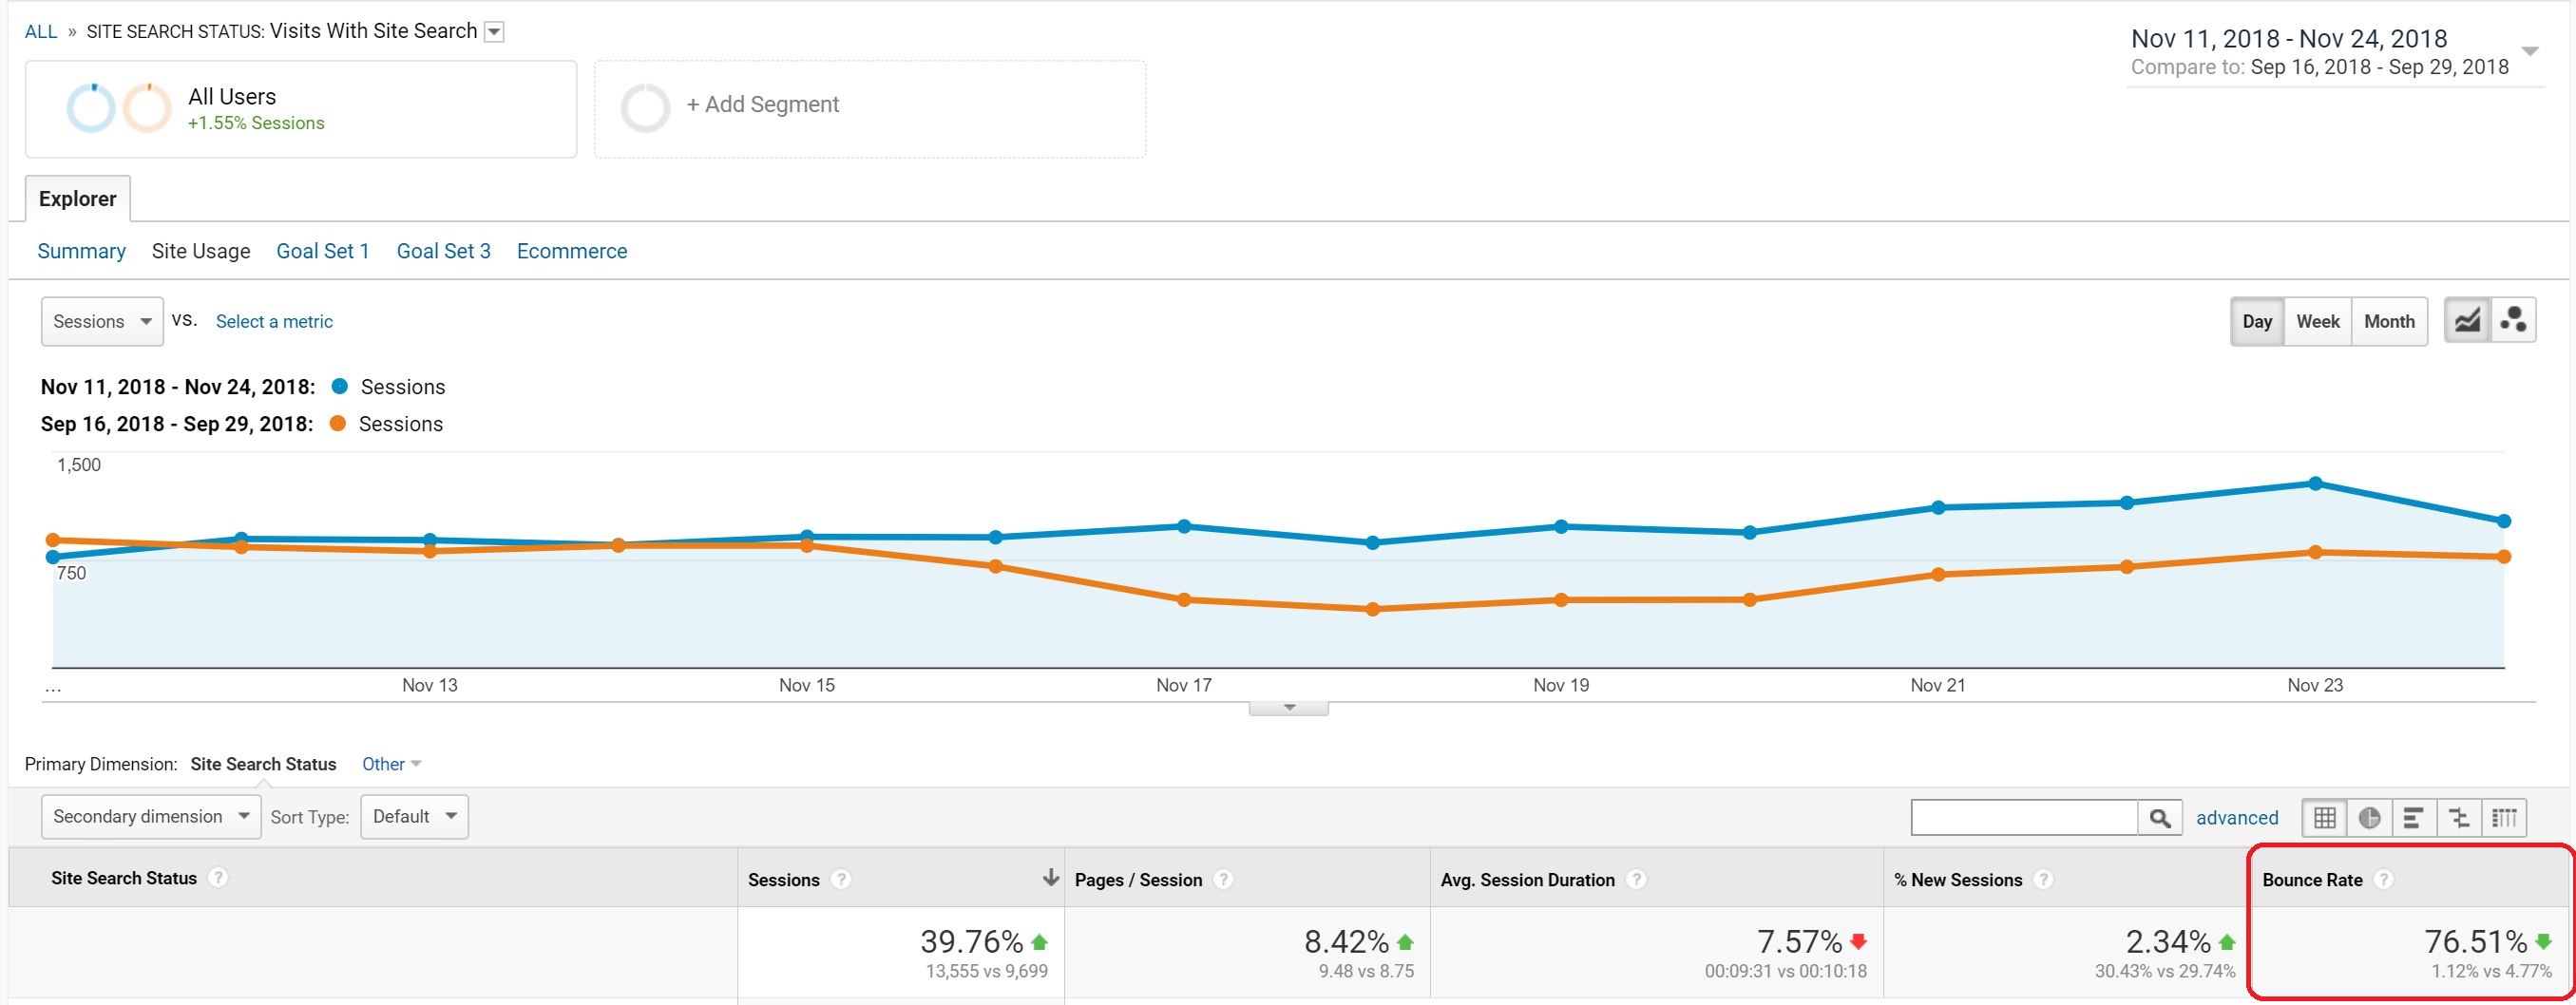 ALL » SITE SEARCH STATUS: Visits With Site Search
Nov 11, 2018 - Nov 24, 2018
Compare to: Sep 16, 2018 - Sep 29, 2018
All Users
+1.55% Sessions
+ Add Segment
Explorer
Summary Site Usage Goal Set 1 Goal Set 3 Ecommerce
Sessions VS. Select a metric
Day Week Month
Nov 11, 2018 - Nov 24, 2018: Sessions
Sep 16, 2018 - Sep 29, 2018: Sessions
1,500
750
... Nov 13 Nov 15 Nov 17 Nov 19 Nov 21 Nov 23
Primary Dimension: Site Search Status Other
Secondary dimension Sort Type: Default advanced
Site Search Status ? Sessions ? Pages / Session ? Avg. Session Duration ? % New Sessions ? Bounce Rate ?
39.76% 8.42% 7.57% 2.34% 76.51%
13,555 vs 9,699 9.48 vs 8.75 00:09:31 vs 00:10:18 30.43% vs 29.74% 1.12% vs 4.77%